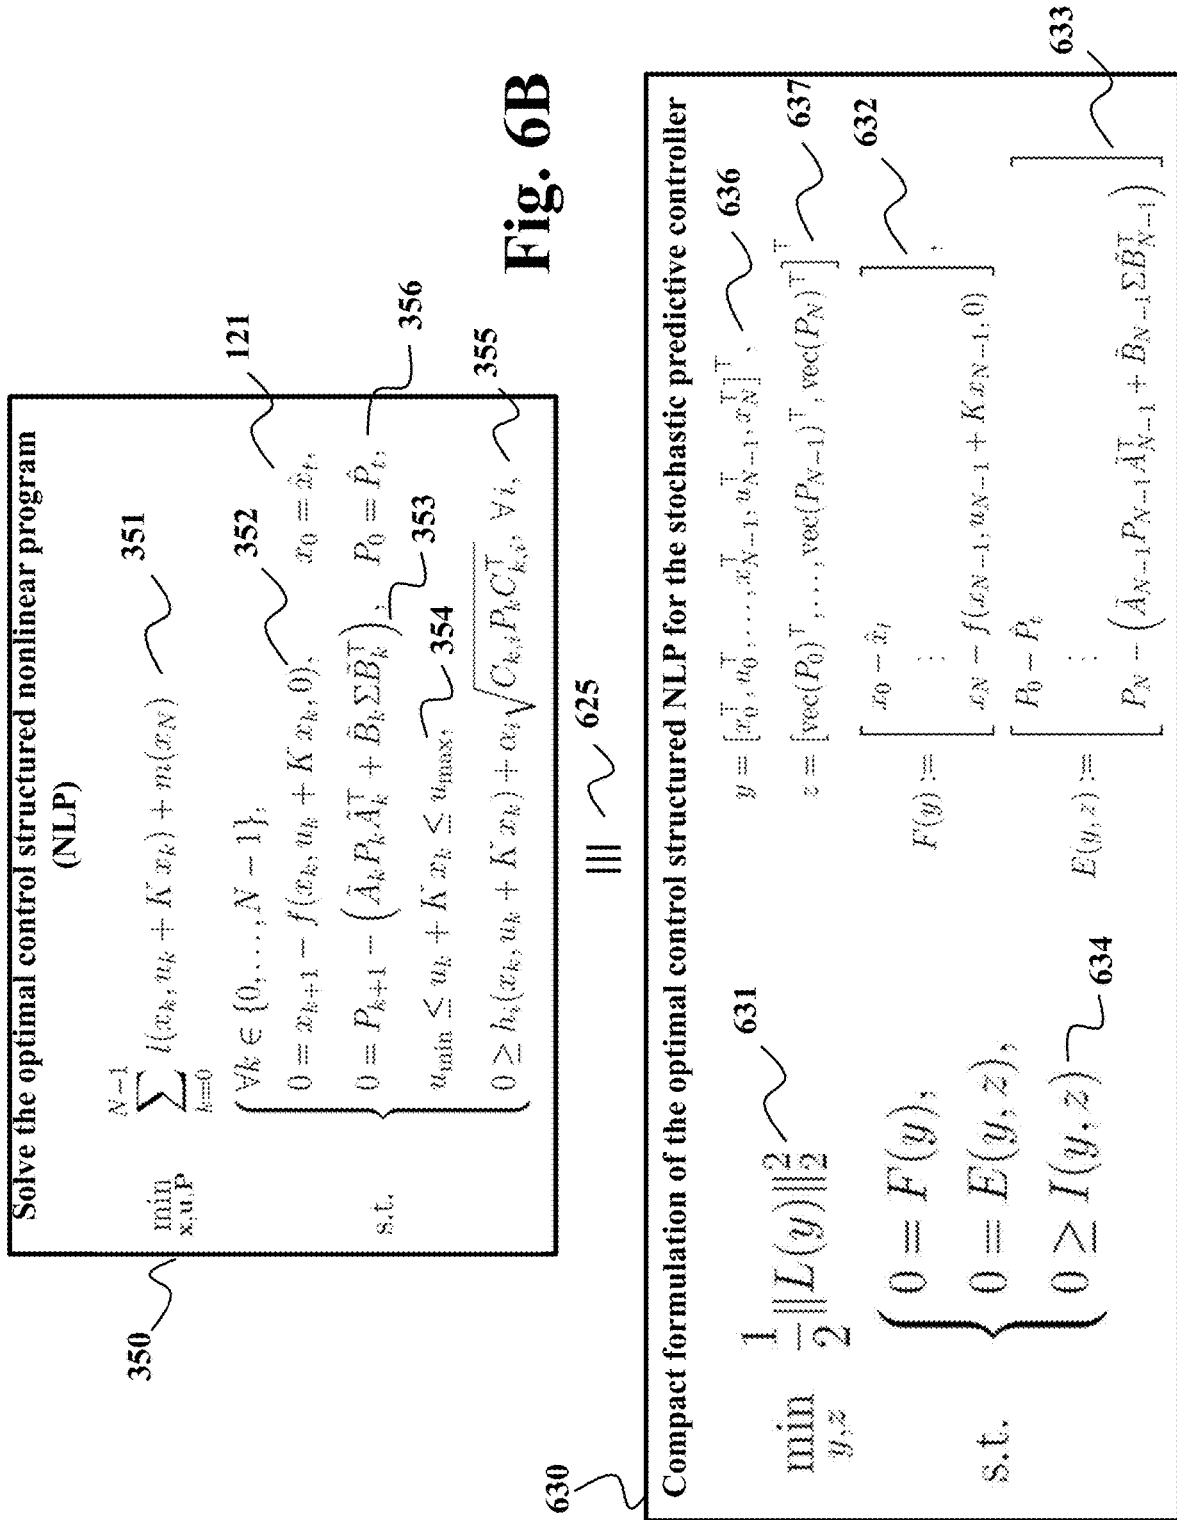 Solve the optimal control structured nonlinear program
(NLP)
min x,u,P ∑_{k=0}^{N−1} l(x_k, u_k + K x_k) + m(x_N) 351
s.t. ∀k ∈ {0, …, N − 1},
0 = x_{k+1} − f(x_k, u_k + K x_k, 0), x_0 = x̂_t, 352 121
0 = P_{k+1} − (Ã_k P_k Ã_k^⊤ + B̃_k Σ B̃_k^⊤), P_0 = P̂_t, 353 356
u_min ≤ u_k + K x_k ≤ u_max, 354
0 ≥ h_i(x_k, u_k + K x_k) + α_i √(C_{k,i} P_k C_{k,i}^⊤), ∀i, 355
350
≡ 625
Fig. 6B
630
Compact formulation of the optimal control structured NLP for the stochastic predictive controller
min y,z 1/2 ||L(y)||_2^2 631
s.t. 0 = F(y),
0 = E(y, z),
0 ≥ I(y, z) 634
y = [x_0^⊤, u_0^⊤, …, x_{N−1}^⊤, u_{N−1}^⊤, x_N^⊤]^⊤, 636
z = [vec(P_0)^⊤, …, vec(P_{N−1})^⊤, vec(P_N)^⊤]^⊤ 637
F(y) := [ x_0 − x̂_t
⋮
x_N − f(x_{N−1}, u_{N−1} + K x_{N−1}, 0) ], 632
E(y, z) := [ P_0 − P̂_t
⋮
P_N − (Ã_{N−1} P_{N−1} Ã_{N−1}^⊤ + B̃_{N−1} Σ B̃_{N−1}^⊤) ] 633